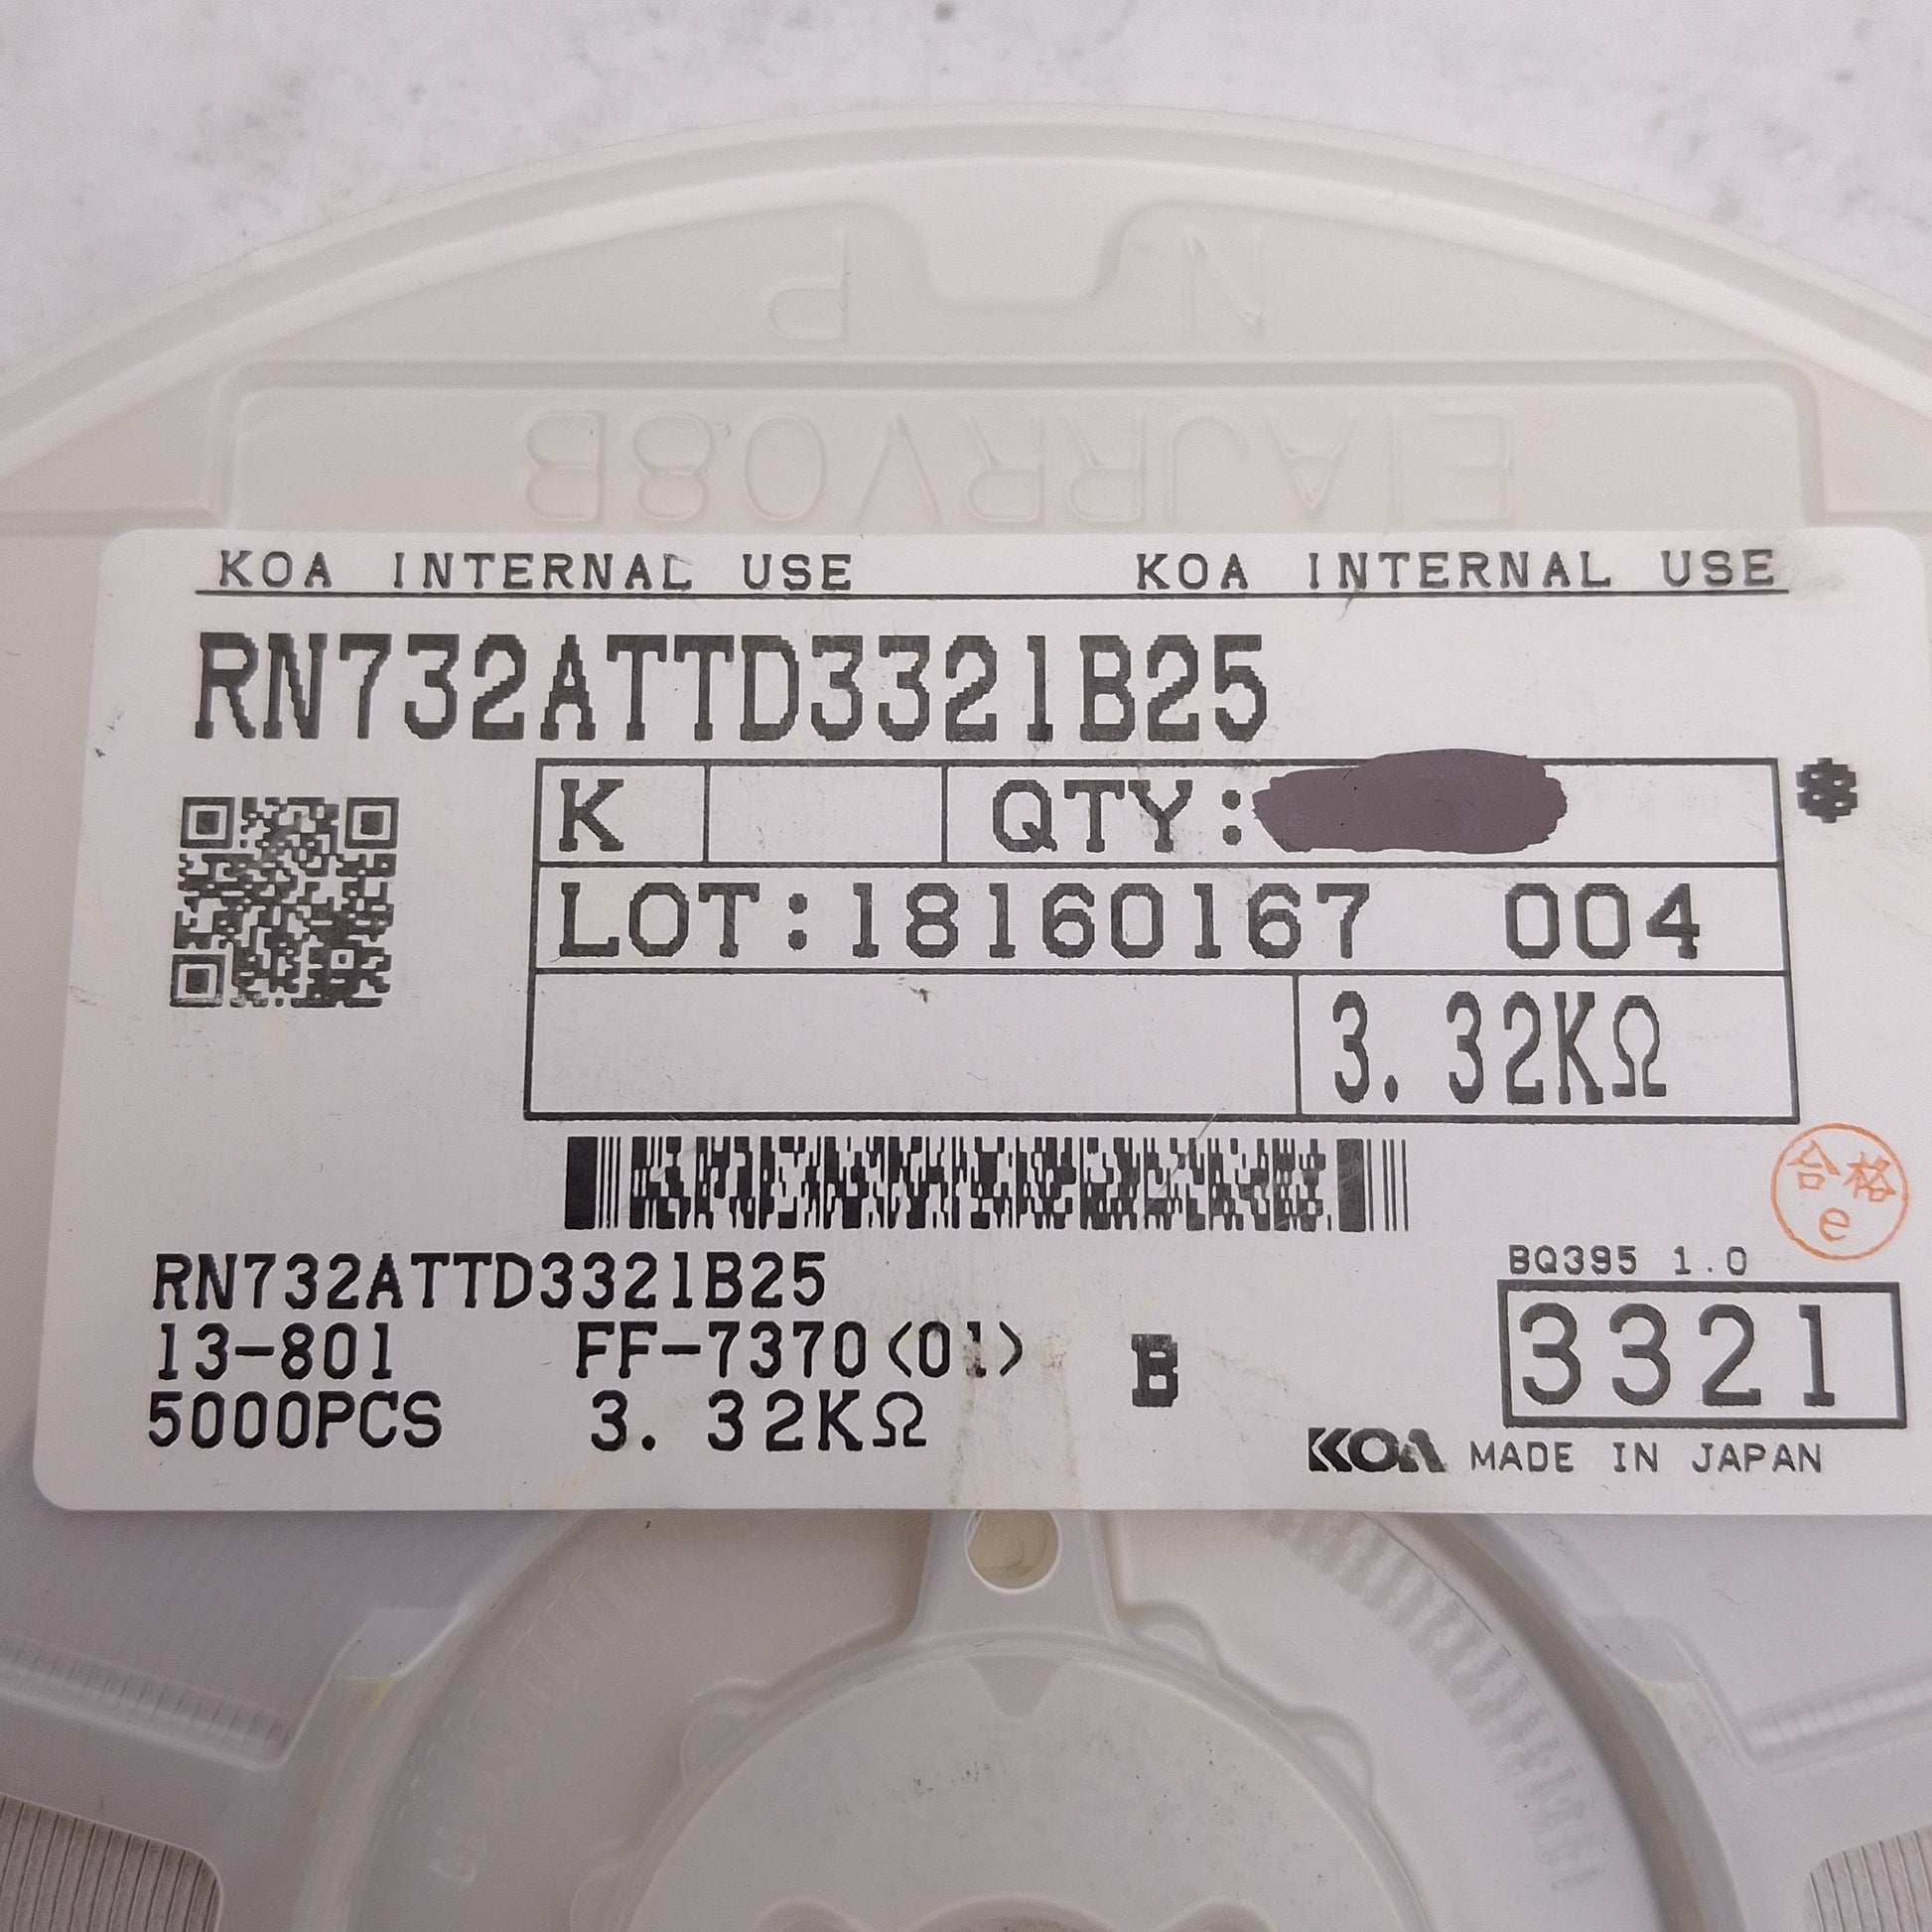 N P
EIAJRRV08B
KOA INTERNAL USE KOA INTERNAL USE
RN732ATTD3321B25
K QTY: *
LOT:18160167 004
3.32KΩ
合格
e
RN732ATTD3321B25
BQ395 1.0
13-801 FF-7370(01) B
3321
5000PCS 3.32KΩ
KOA MADE IN JAPAN